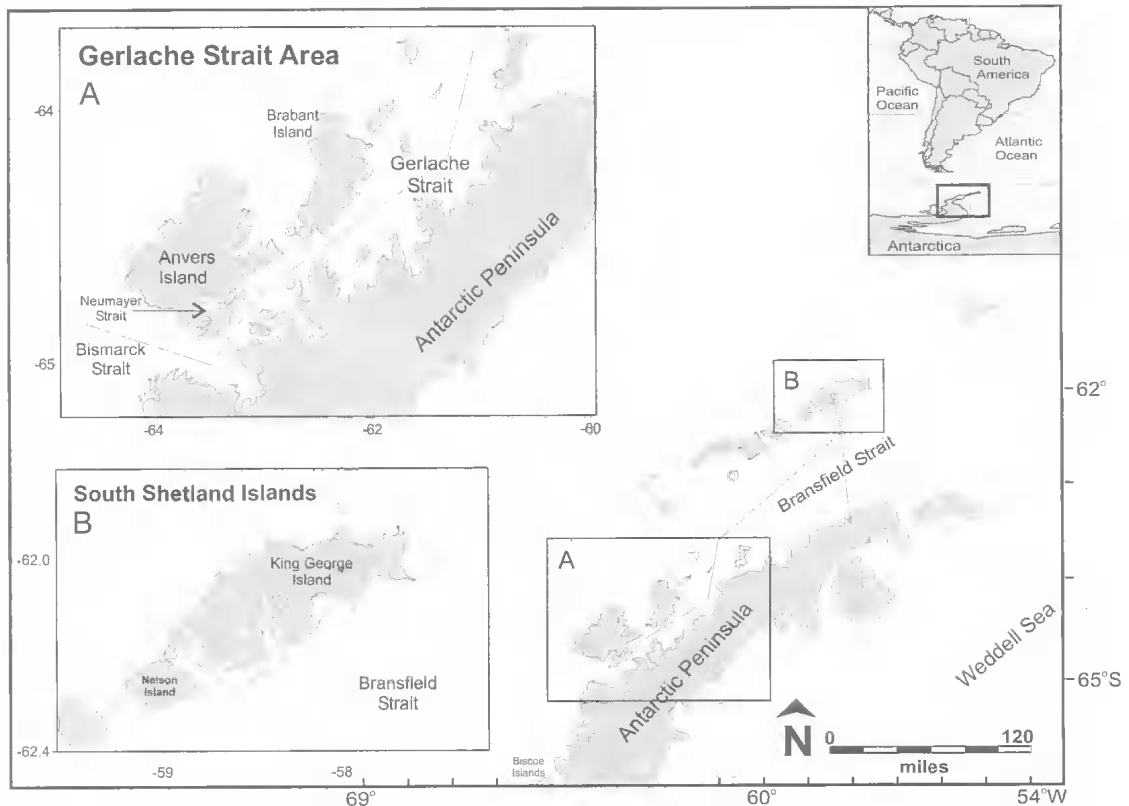 Gerlache Strait Area
A
-64
Brabant
Island
Gerlache
Strait
Anvers
Island
Neumayer
Strait
Bismarck
Strait
Antarctic Peninsula
-65
-64
-62
-60
South
America
Pacific
Ocean
Atlantic
Ocean
Antarctica
B
62°
Bransfield Strait
A
Antarctic Peninsula
Weddell Sea
65°S
South Shetland Islands
B
-62.0
King George
Island
Nelson
Island
Bransfield
Strait
-62.4
-59
-58
Biscoe
Islands
N
0
120
miles
69°
60°
54°W